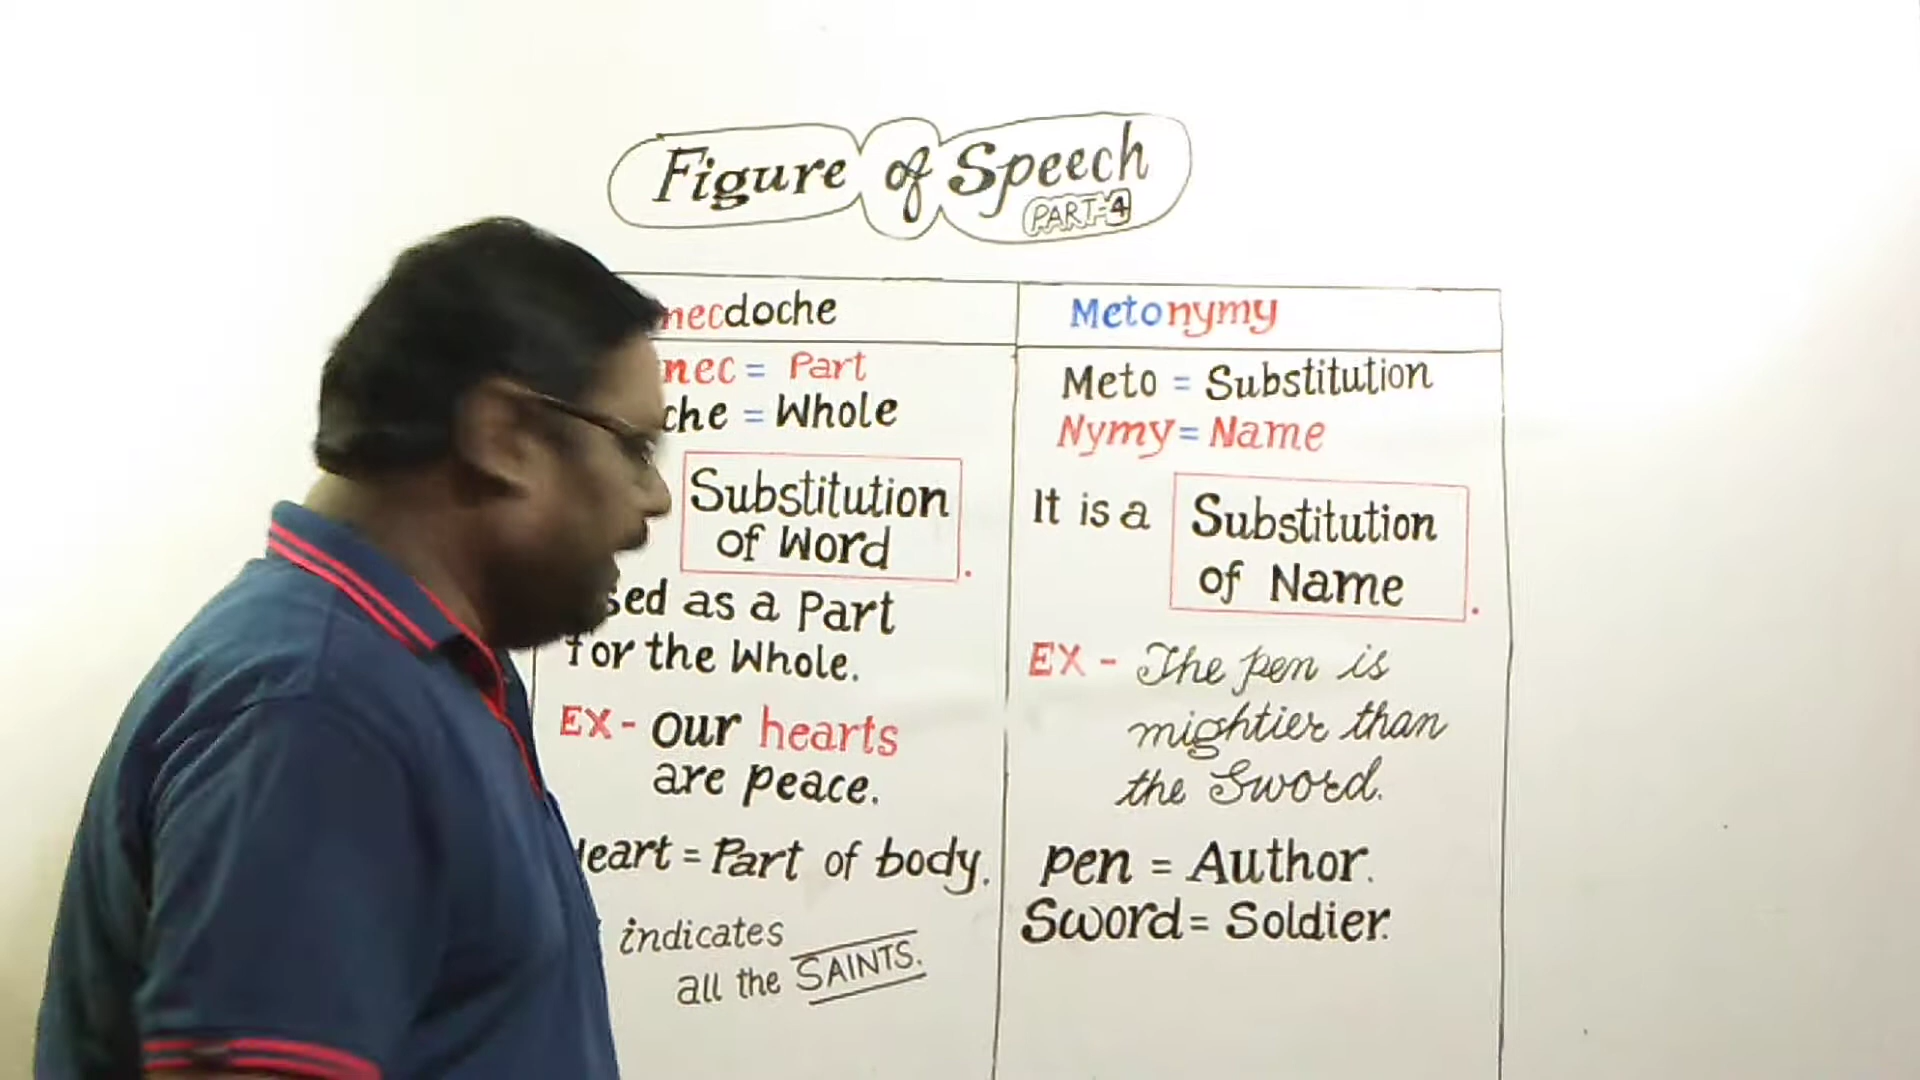 Figure of Speech
PART-4
necdoche
nec = Part
che = Whole
Substitution
of Word.
sed as a Part
for the Whole.
EX - our hearts
are peace.
eart = Part of body.
indicates
all the SAINTS.
Metonymy
Meto = Substitution
Nymy = Name
It is a Substitution
of Name.
EX - The pen is
mightier than
the Sword.
pen = Author.
Sword = Soldier.